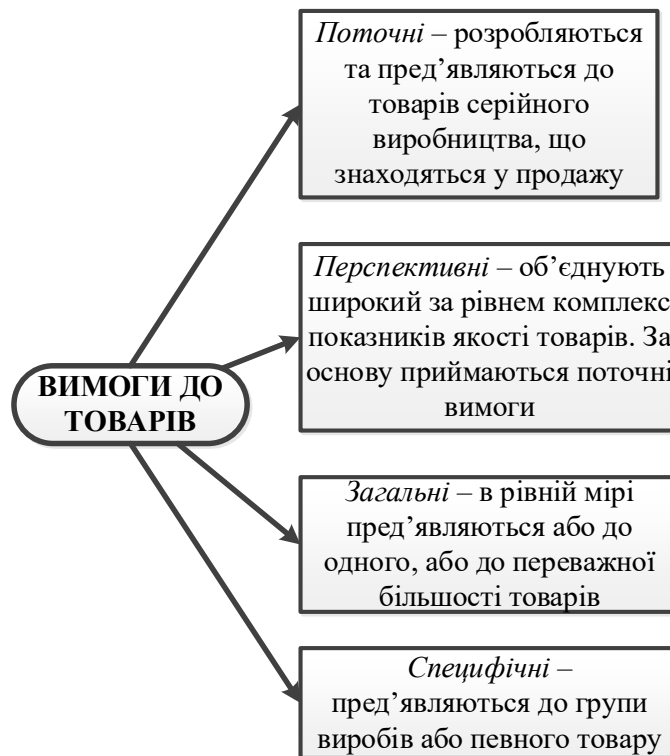 Поточні – розробляються
та пред’являються до
товарів серійного
виробництва, що
знаходяться у продажу
Перспективні – об’єднують
широкий за рівнем комплекс
показників якості товарів. За
основу приймаються поточні
вимоги
ВИМОГИ ДО
ТОВАРІВ
Загальні – в рівній мірі
пред’являються або до
одного, або до переважної
більшості товарів
Специфічні –
пред’являються до групи
виробів або певного товару